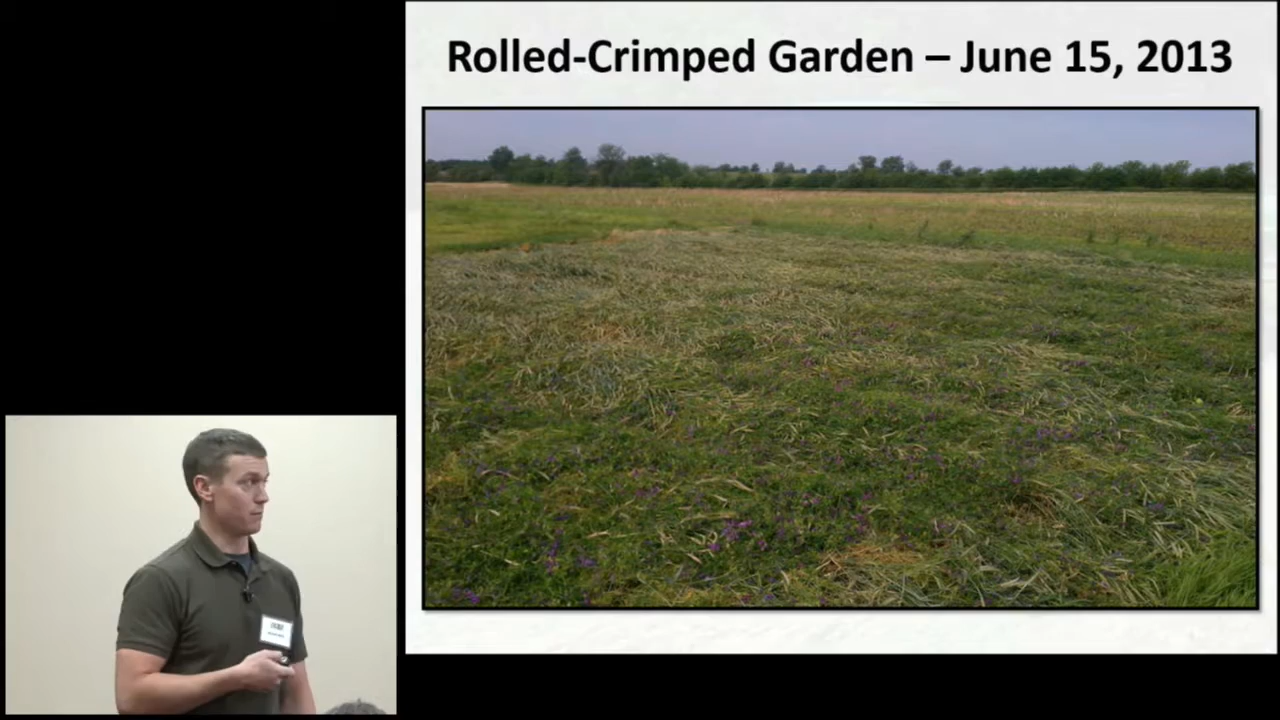 Rolled-Crimped Garden – June 15, 2013